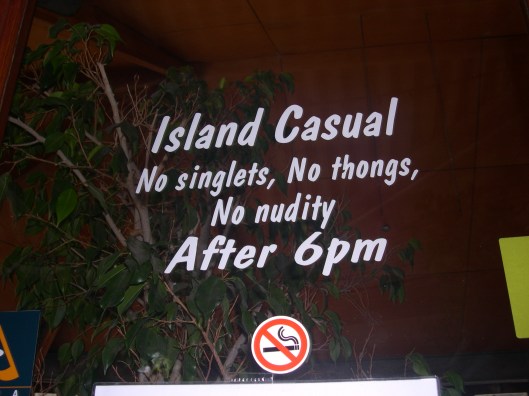 Island Casual
No singlets, No thongs,
No nudity
After 6pm